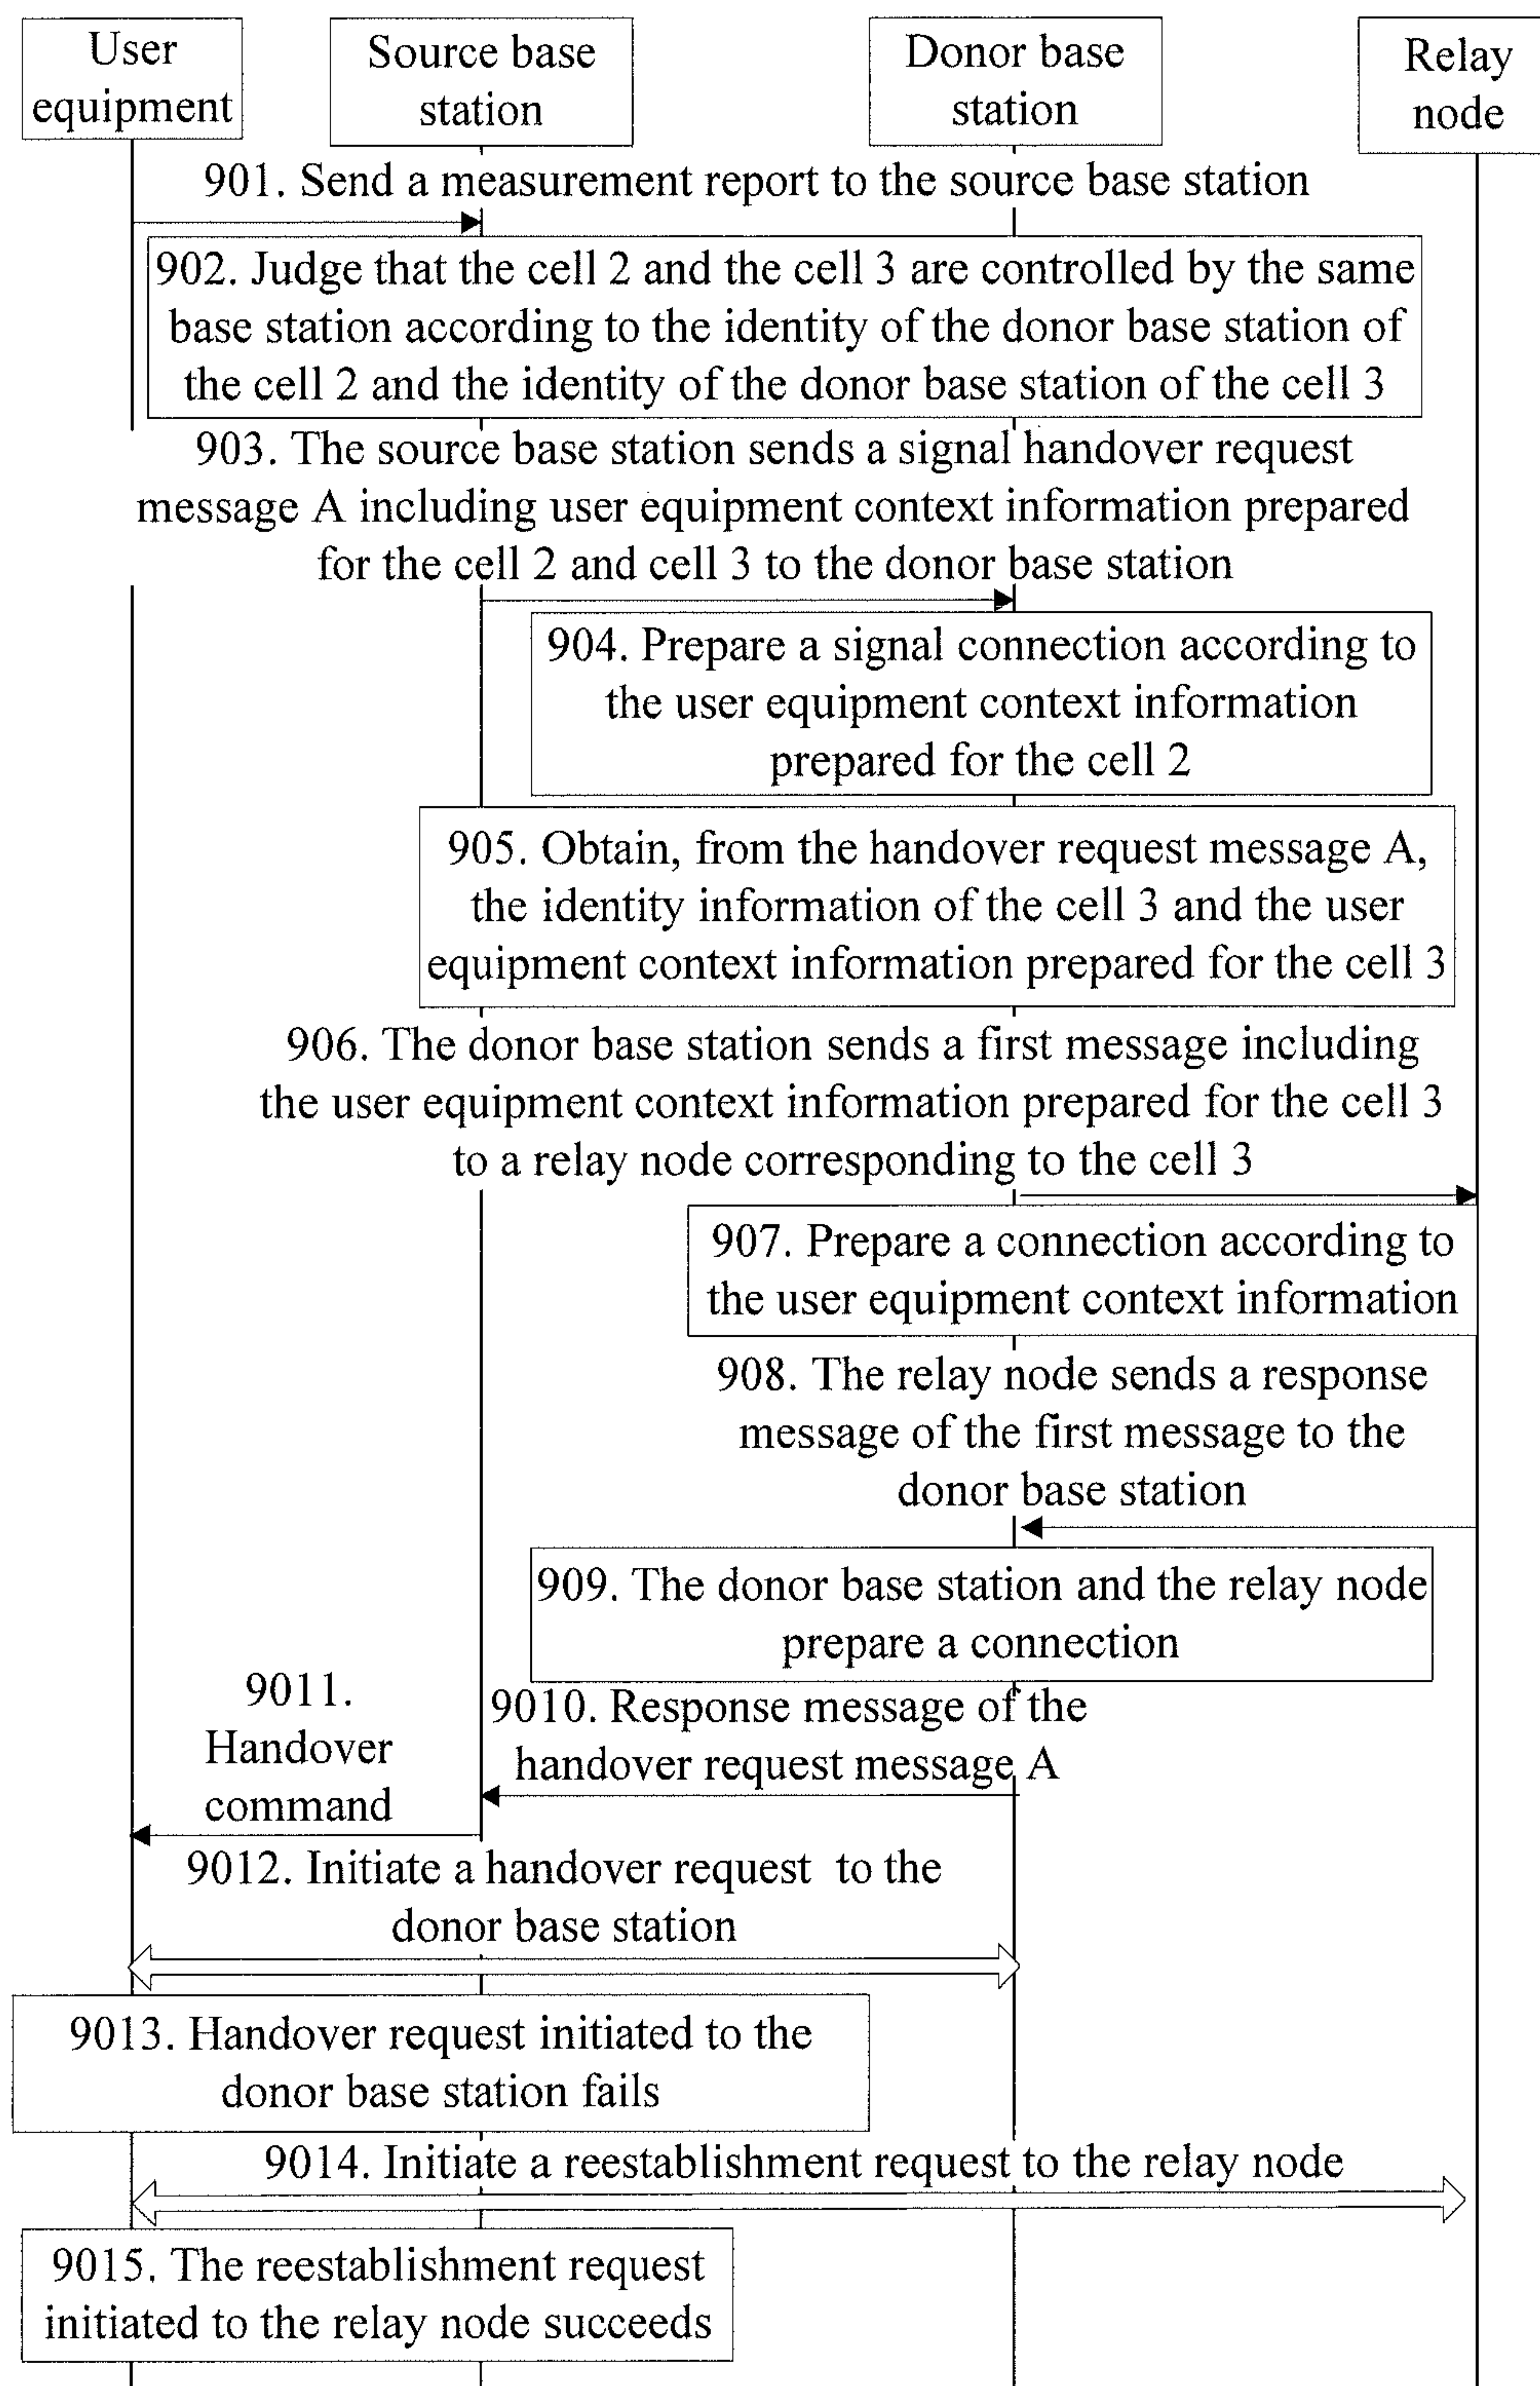 User
equipment
Source base
station
Donor base
station
Relay
node
901. Send a measurement report to the source base station
902. Judge that the cell 2 and the cell 3 are controlled by the same
base station according to the identity of the donor base station of
the cell 2 and the identity of the donor base station of the cell 3
903. The source base station sends a signal handover request
message A including user equipment context information prepared
for the cell 2 and cell 3 to the donor base station
904. Prepare a signal connection according to
the user equipment context information
prepared for the cell 2
905. Obtain, from the handover request message A,
the identity information of the cell 3 and the user
equipment context information prepared for the cell 3
906. The donor base station sends a first message including
the user equipment context information prepared for the cell 3
to a relay node corresponding to the cell 3
907. Prepare a connection according to
the user equipment context information
908. The relay node sends a response
message of the first message to the
donor base station
909. The donor base station and the relay node
prepare a connection
9010. Response message of the
handover request message A
9011.
Handover
command
9012. Initiate a handover request to the
donor base station
9013. Handover request initiated to the
donor base station fails
9014. Initiate a reestablishment request to the relay node
9015. The reestablishment request
initiated to the relay node succeeds